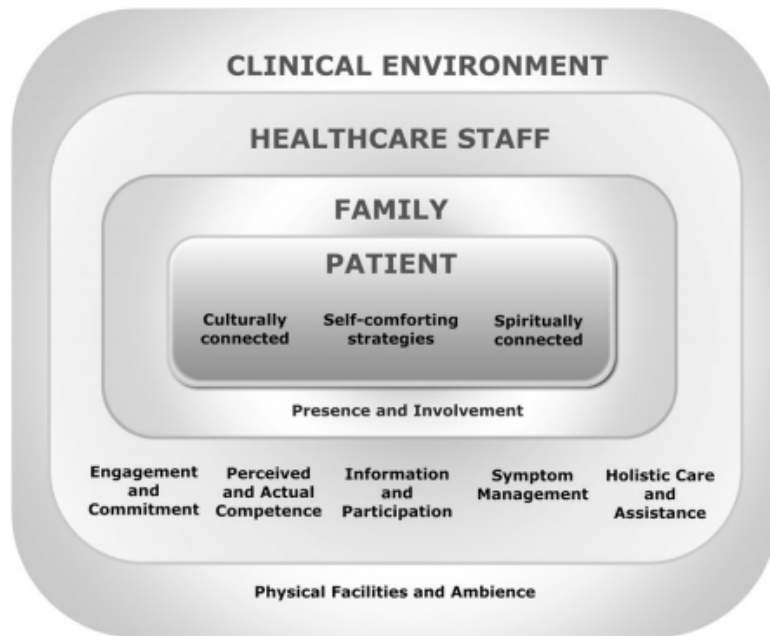 CLINICAL ENVIRONMENT
HEALTHCARE STAFF
FAMILY
PATIENT
Culturally
connected
Self-comforting
strategies
Spiritually
connected
Presence and Involvement
Engagement
and
Commitment
Perceived
and Actual
Competence
Information
and
Participation
Symptom
Management
Holistic Care
and
Assistance
Physical Facilities and Ambience